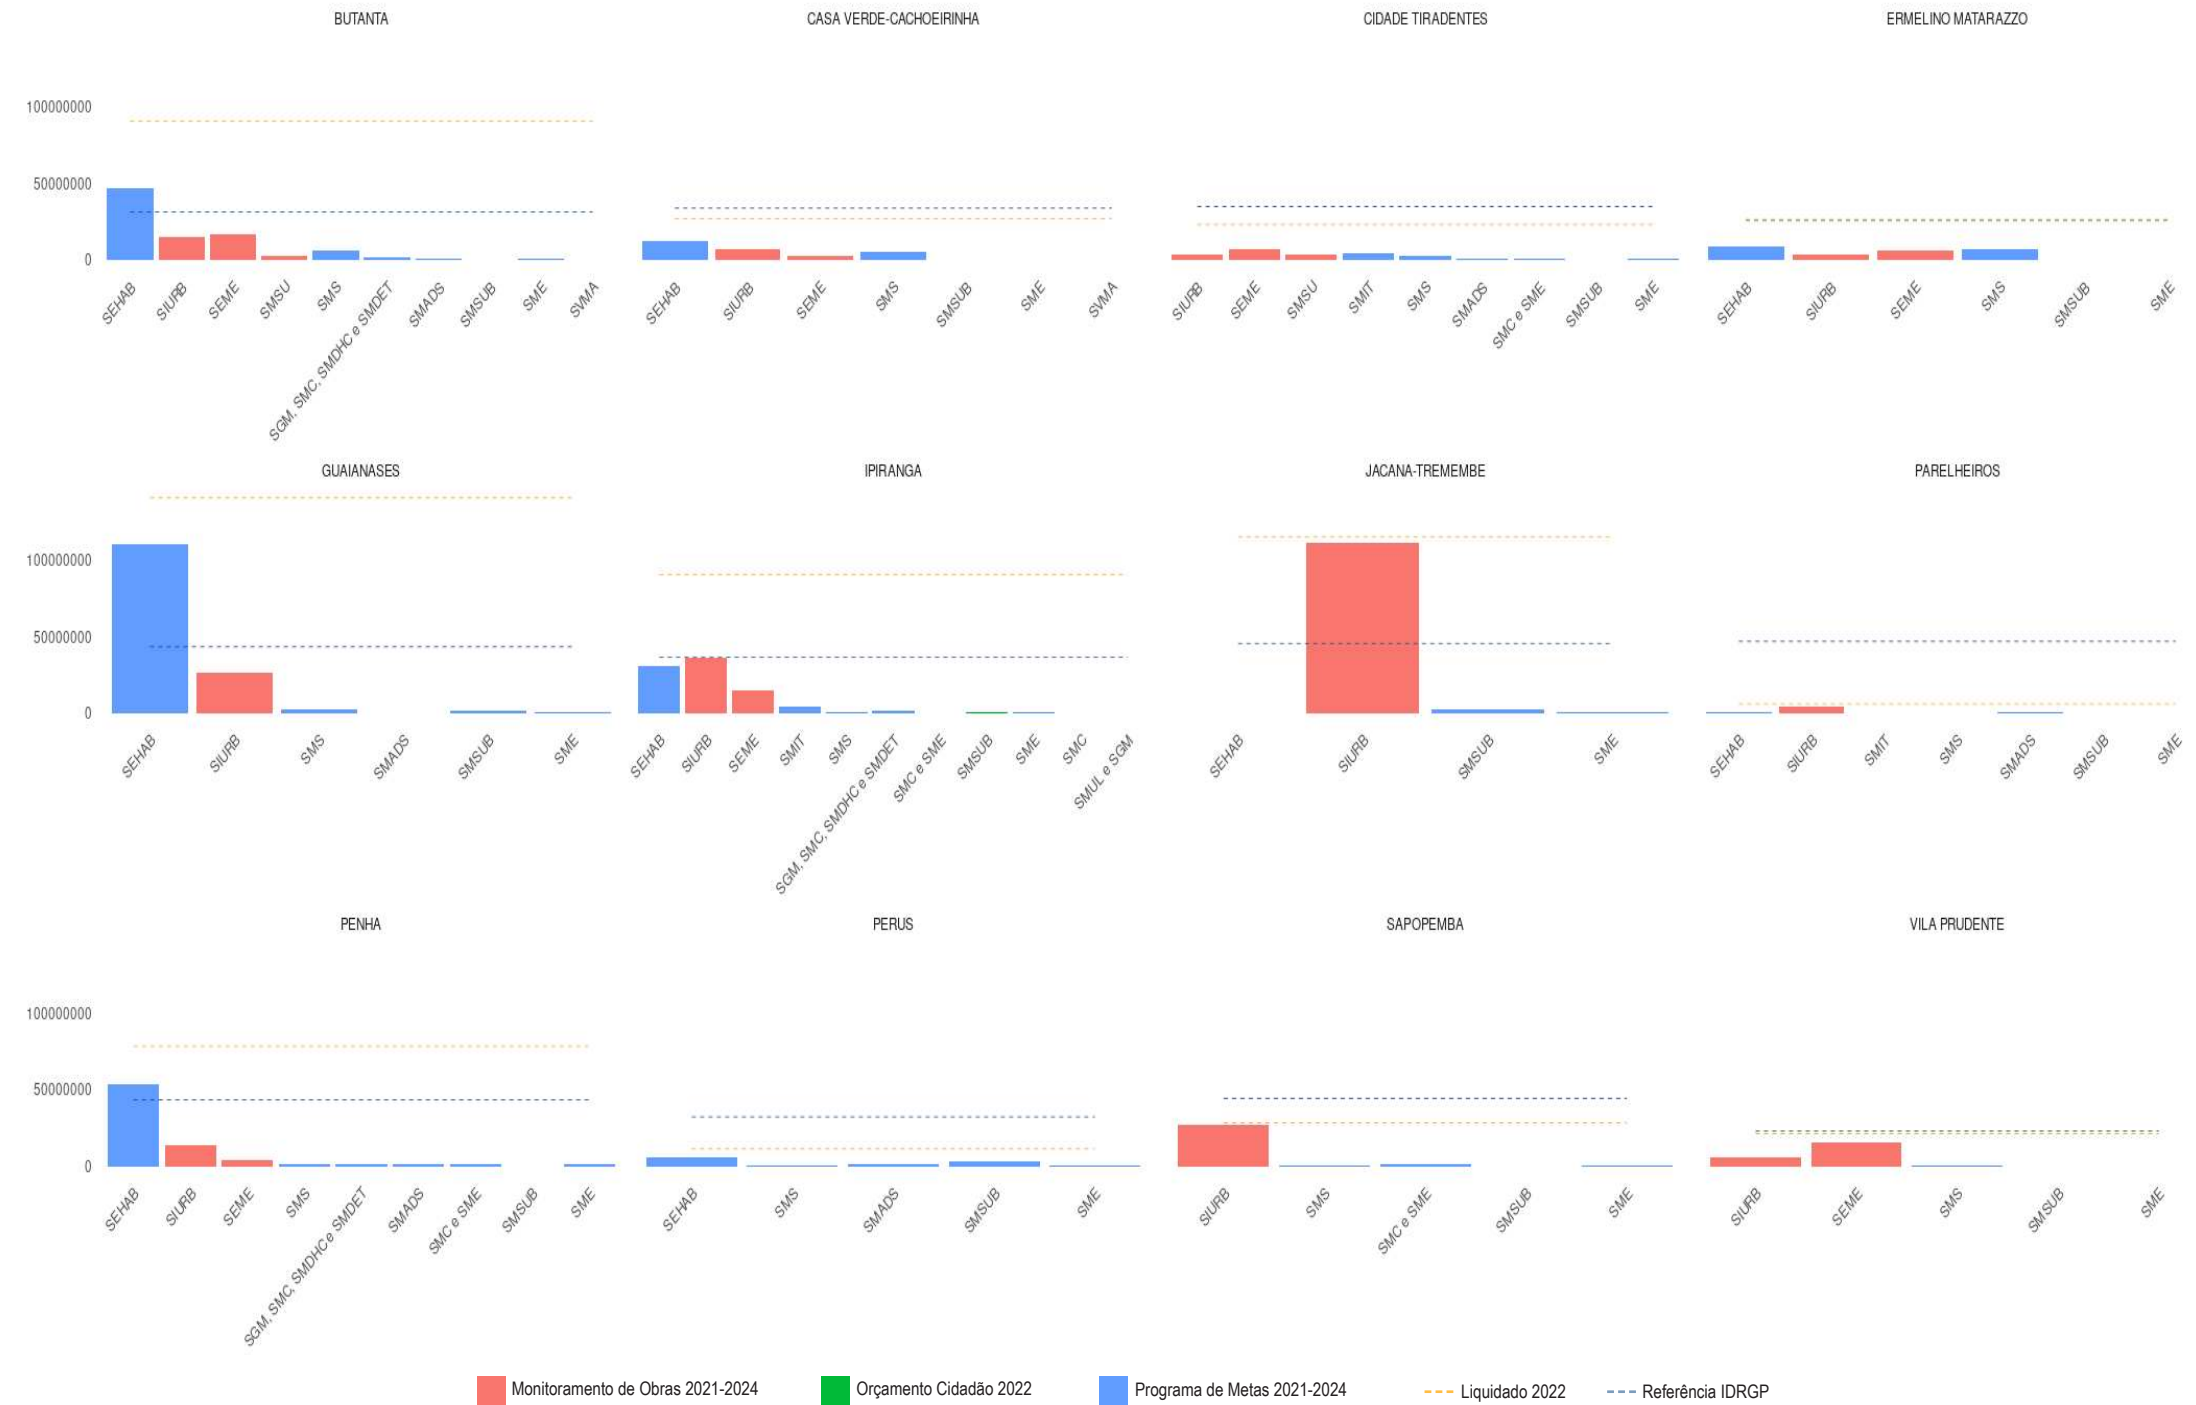 BUTANTA
CASA VERDE-CACHOEIRINHA
CIDADE TIRADENTES
ERMELINO MATARAZZO
100000000
50000000
0
SEHAB
SIURB
SEME
SMSU
SMS
SGM, SMC, SMDHC e SMDET
SMADS
SMSUB
SME
SVMA
SEHAB
SIURB
SEME
SMS
SMSUB
SME
SVMA
SIURB
SEME
SMSU
SMIT
SMS
SMADS
SMC e SME
SMSUB
SME
SEHAB
SIURB
SEME
SMS
SMSUB
SME
GUAIANASES
IPIRANGA
JACANA-TREMEMBE
PARELHEIROS
100000000
50000000
0
SEHAB
SIURB
SMS
SMADS
SMSUB
SME
SEHAB
SIURB
SEME
SMIT
SMS
SGM, SMC, SMDHC e SMDET
SMC e SME
SMSUB
SME
SMC
SMUL e SGM
SEHAB
SIURB
SMSUB
SME
SEHAB
SIURB
SMIT
SMS
SMADS
SMSUB
SME
PENHA
PERUS
SAPOPEMBA
VILA PRUDENTE
100000000
50000000
0
SEHAB
SIURB
SEME
SMS
SGM, SMC, SMDHC e SMDET
SMADS
SMC e SME
SMSUB
SME
SEHAB
SMS
SMADS
SMSUB
SME
SIURB
SMS
SMC e SME
SMSUB
SME
SIURB
SEME
SMS
SMSUB
SME
Monitoramento de Obras 2021-2024
Orçamento Cidadão 2022
Programa de Metas 2021-2024
Liquidado 2022
Referência IDRGP